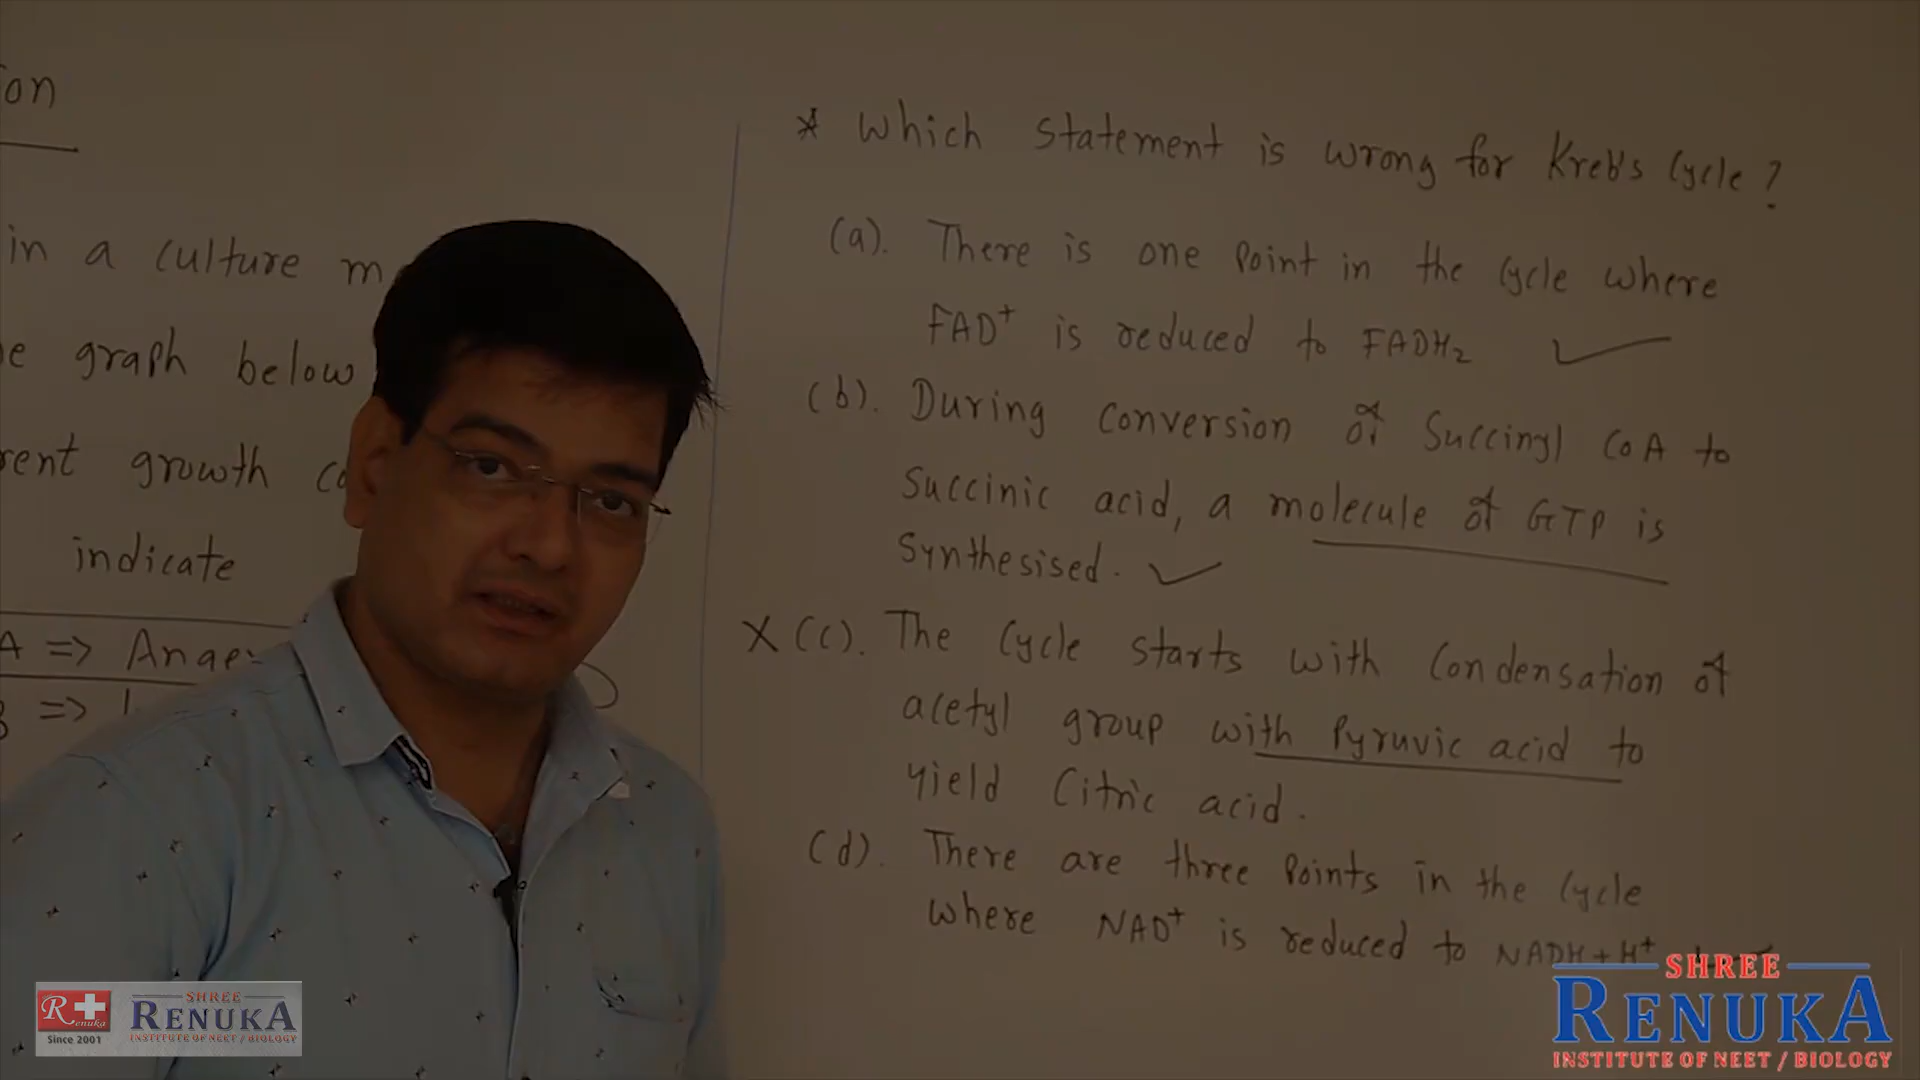 on
in a culture m
e graph below
rent growth co
indicate
A => Anaer
B =>
* Which statement is wrong for Kreb's Cycle?
(a). There is one point in the cycle where
FAD+ is reduced to FADH2
(b). During conversion of Succinyl CoA to
Succinic acid, a molecule of GTP is
Synthesised.
X (c). The cycle starts with condensation of
acetyl group with Pyruvic acid to
yield Citric acid.
(d). There are three points in the cycle
where NAD+ is reduced to NADH+H+
R Renuka
Since 2001
SHREE
RENUKA
INSTITUTE OF NEET / BIOLOGY
SHREE
RENUKA
INSTITUTE OF NEET / BIOLOGY